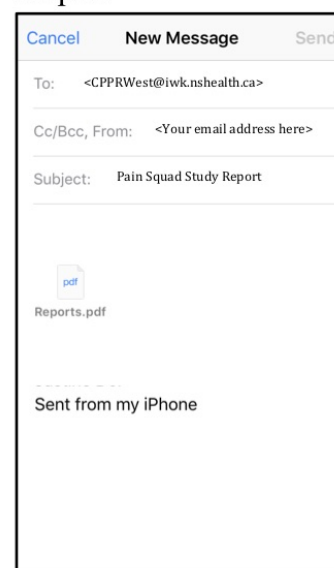 Cancel New Message Send
To: <CPPRWest@iwk.nshealth.ca>
Cc/Bcc, From: <Your email address here>
Subject: Pain Squad Study Report
pdf
Reports.pdf
Sent from my iPhone